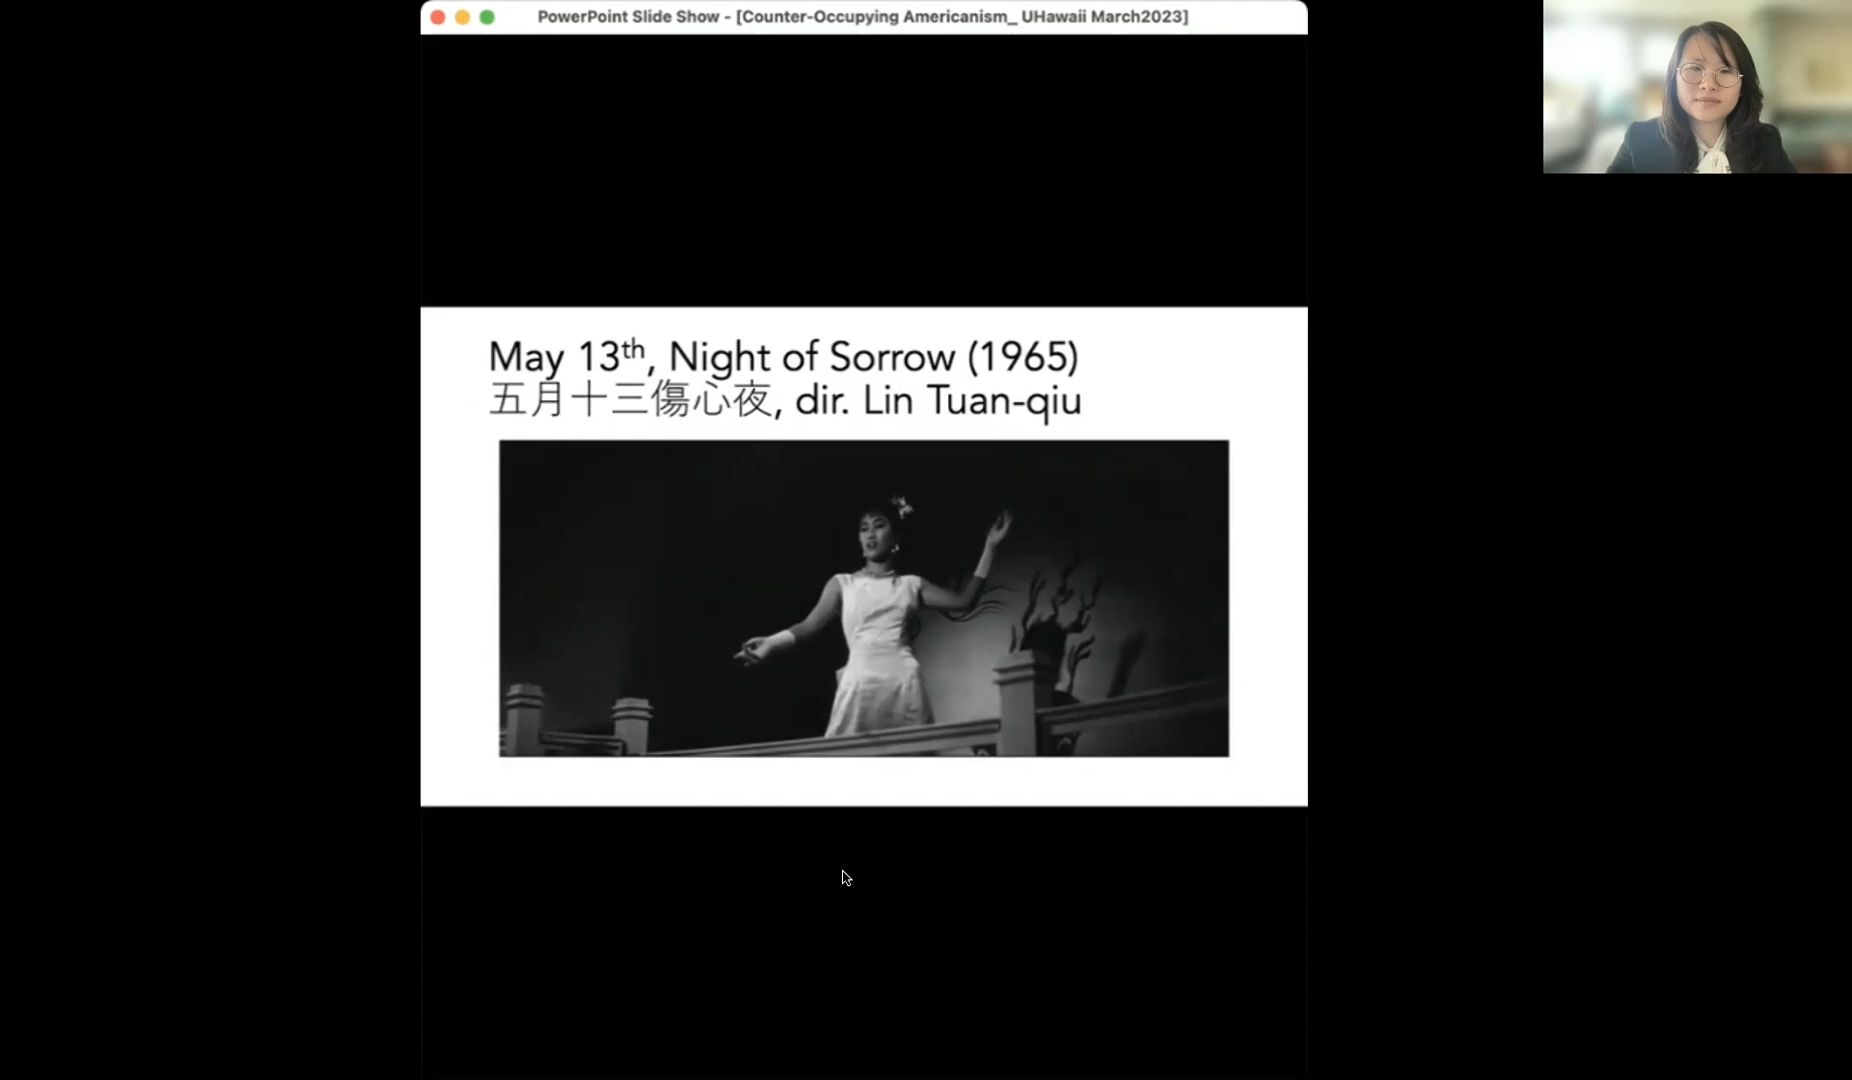 PowerPoint Slide Show - [Counter-Occupying Americanism_ UHawaii March2023]
May 13th, Night of Sorrow (1965)
五月十三傷心夜, dir. Lin Tuan-qiu